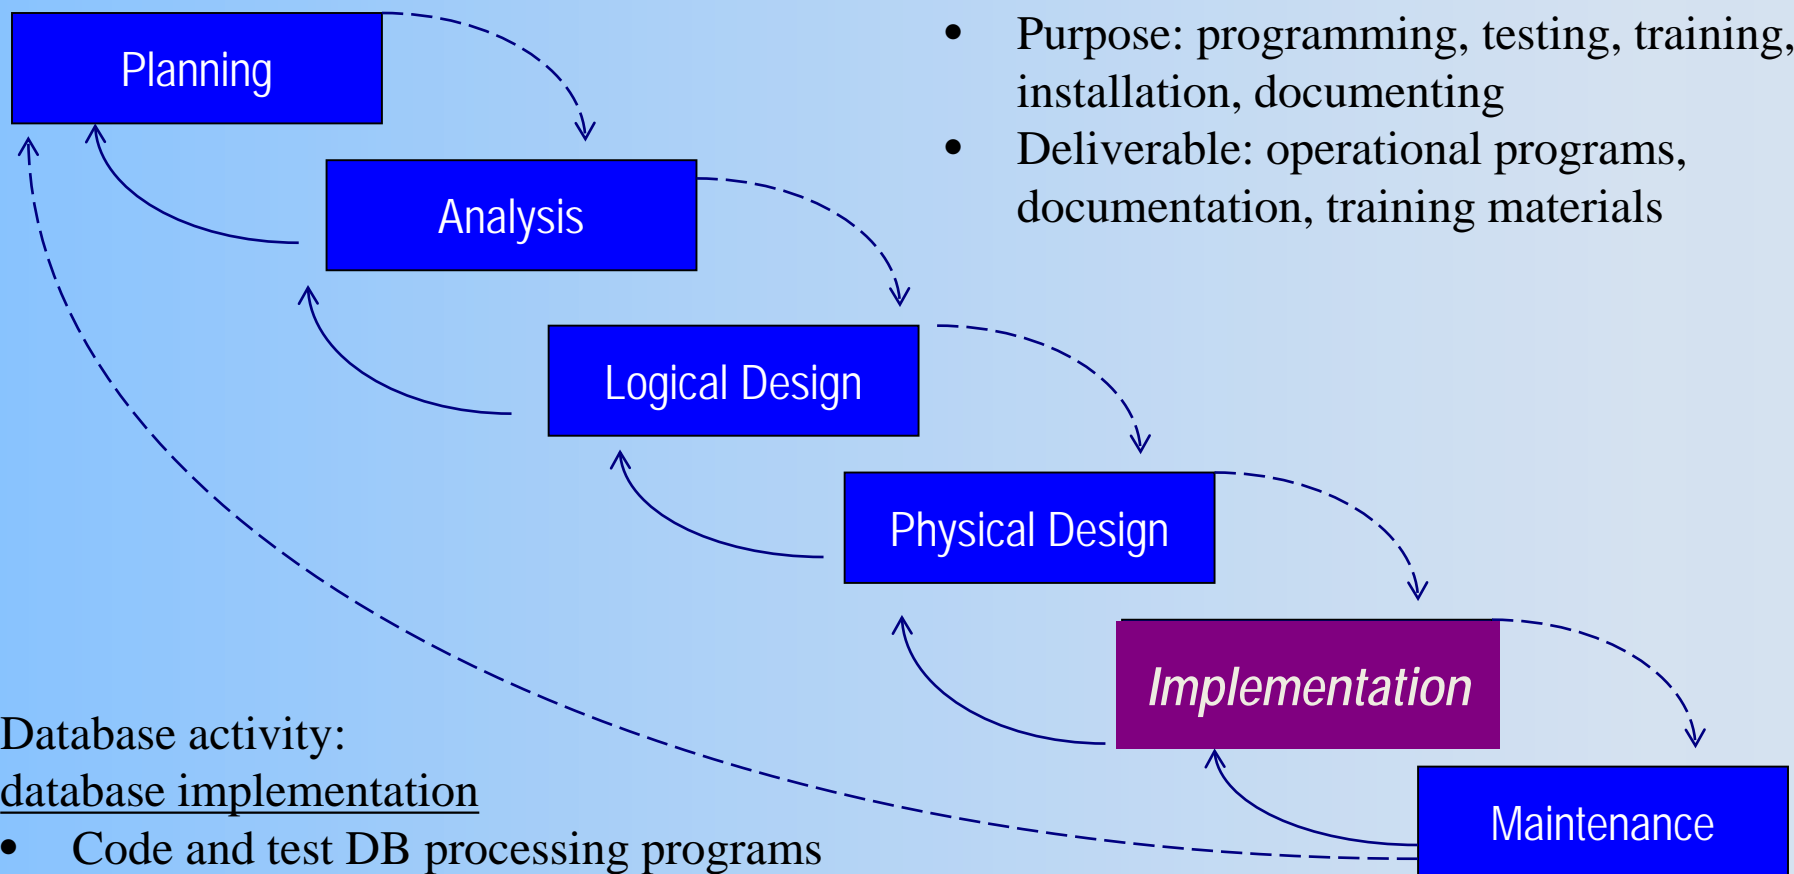 Planning
• Purpose: programming, testing, training,
installation, documenting
• Deliverable: operational programs,
documentation, training materials
Analysis
Logical Design
Physical Design
Implementation
Maintenance
Database activity:
database implementation
• Code and test DB processing programs